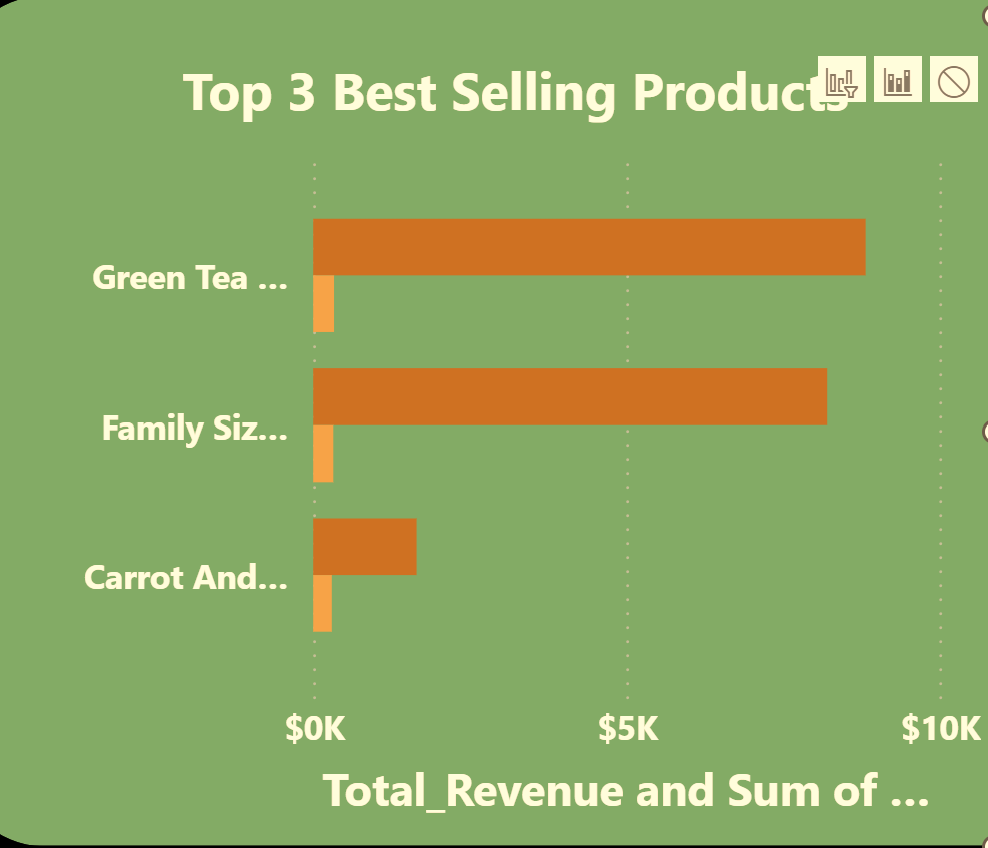 Top 3 Best Selling Products
Green Tea ...
Family Siz...
Carrot And...
$0K $5K $10K
Total_Revenue and Sum of ...